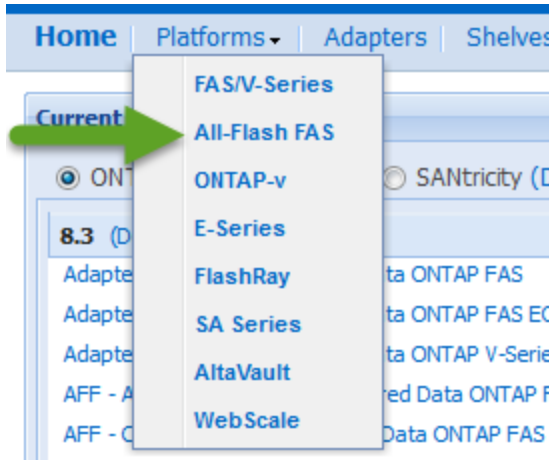 Home Platforms Adapters Shelves
FAS/V-Series
Current
All-Flash FAS
ONTAP-v SANtricity
E-Series
8.3
FlashRay
Adapte ta ONTAP FAS
SA Series
Adapte ta ONTAP FAS
Adapte ta ONTAP V-Serie
AltaVault
AFF - red Data ONTAP
WebScale
AFF - Data ONTAP FAS